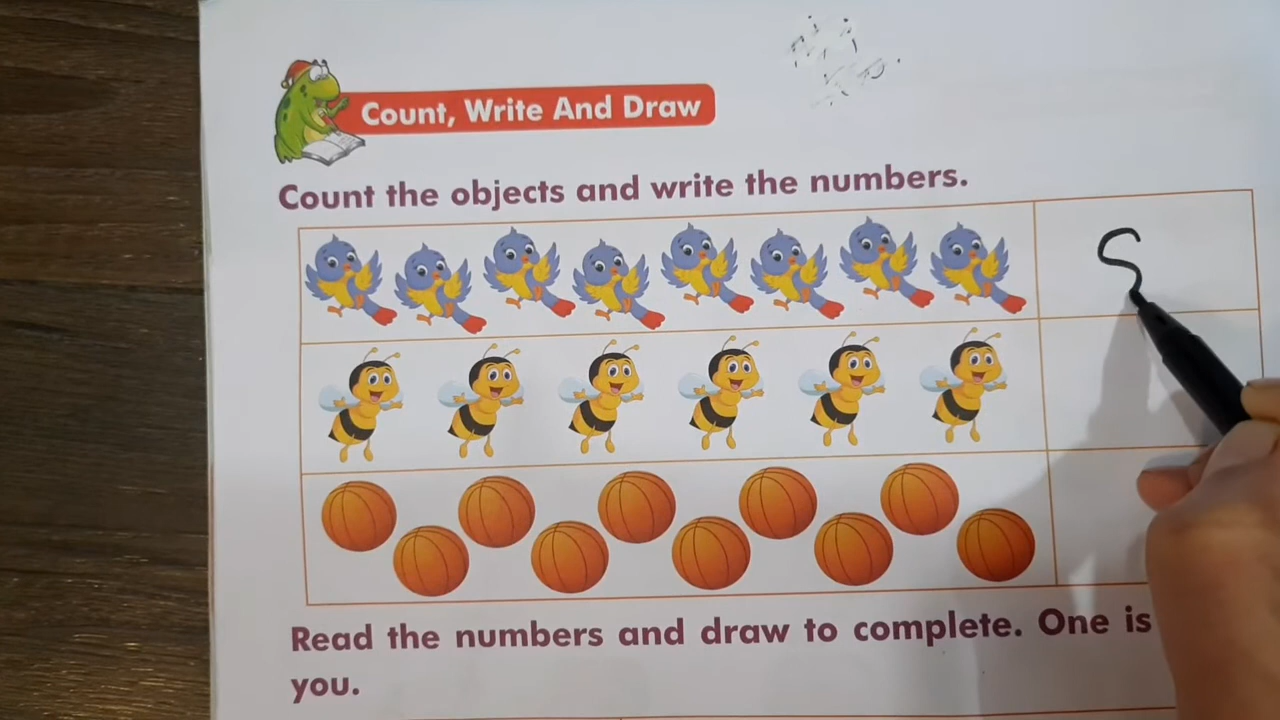 Count, Write And Draw
Count the objects and write the numbers.
Read the numbers and draw to complete. One is
you.